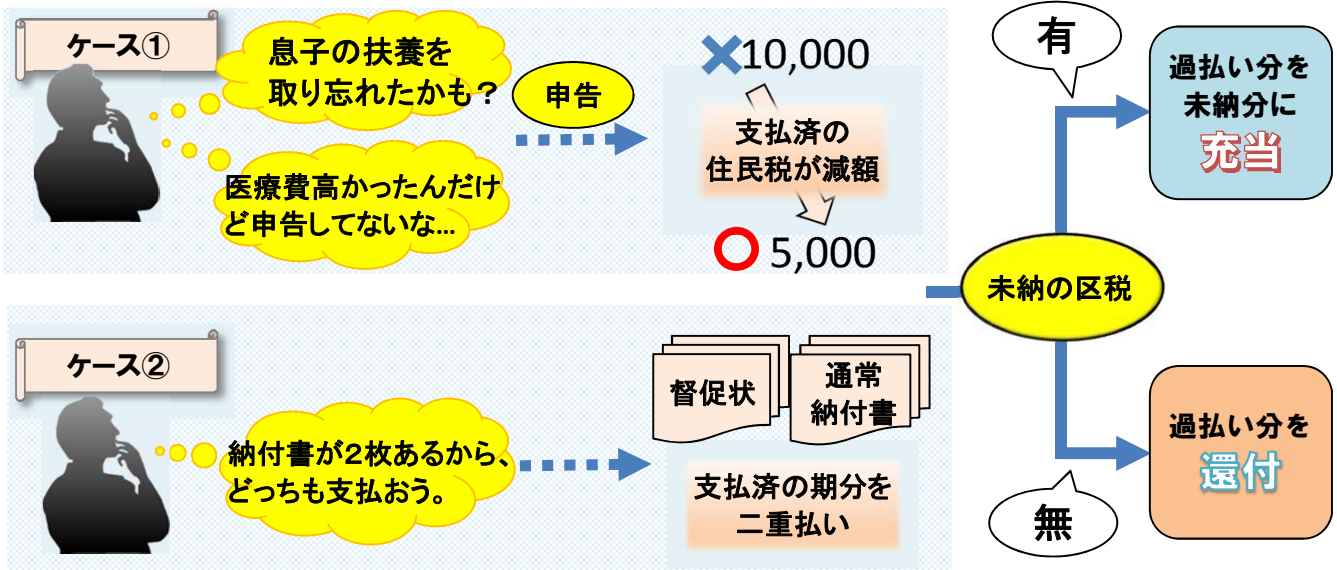 ケース①
息子の扶養を
取り忘れたかも？
医療費高かったんだけ
ど申告してないな…
申告
10,000
支払済の
住民税が減額
5,000
ケース②
納付書が２枚あるから、
どっちも支払おう。
督促状
通常
納付書
支払済の期分を
二重払い
未納の区税
有
過払い分を
未納分に
充当
無
過払い分を
還付